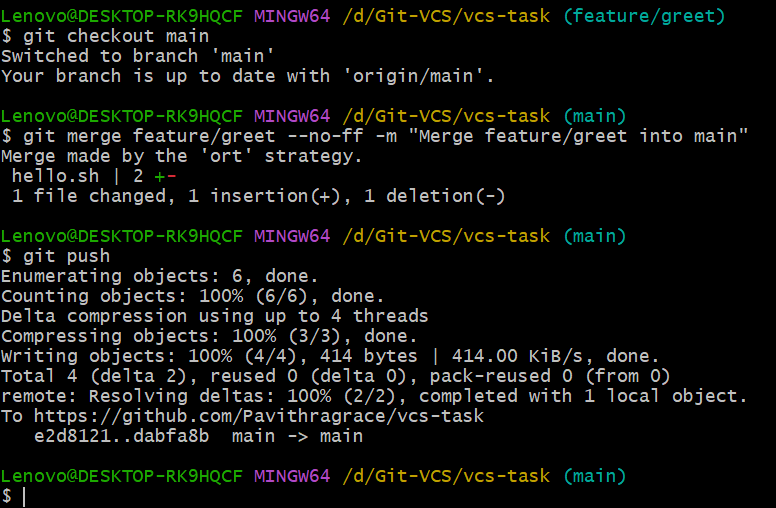 Lenovo@DESKTOP-RK9HQCF MINGW64 /d/Git-VCS/vcs-task (feature/greet)
$ git checkout main
Switched to branch 'main'
Your branch is up to date with 'origin/main'.
Lenovo@DESKTOP-RK9HQCF MINGW64 /d/Git-VCS/vcs-task (main)
$ git merge feature/greet --no-ff -m "Merge feature/greet into main"
Merge made by the 'ort' strategy.
 hello.sh | 2 +-
 1 file changed, 1 insertion(+), 1 deletion(-)
Lenovo@DESKTOP-RK9HQCF MINGW64 /d/Git-VCS/vcs-task (main)
$ git push
Enumerating objects: 6, done.
Counting objects: 100% (6/6), done.
Delta compression using up to 4 threads
Compressing objects: 100% (3/3), done.
Writing objects: 100% (4/4), 414 bytes | 414.00 KiB/s, done.
Total 4 (delta 2), reused 0 (delta 0), pack-reused 0 (from 0)
remote: Resolving deltas: 100% (2/2), completed with 1 local object.
To https://github.com/Pavithragrace/vcs-task
   e2d8121..dabfa8b  main -> main
Lenovo@DESKTOP-RK9HQCF MINGW64 /d/Git-VCS/vcs-task (main)
$